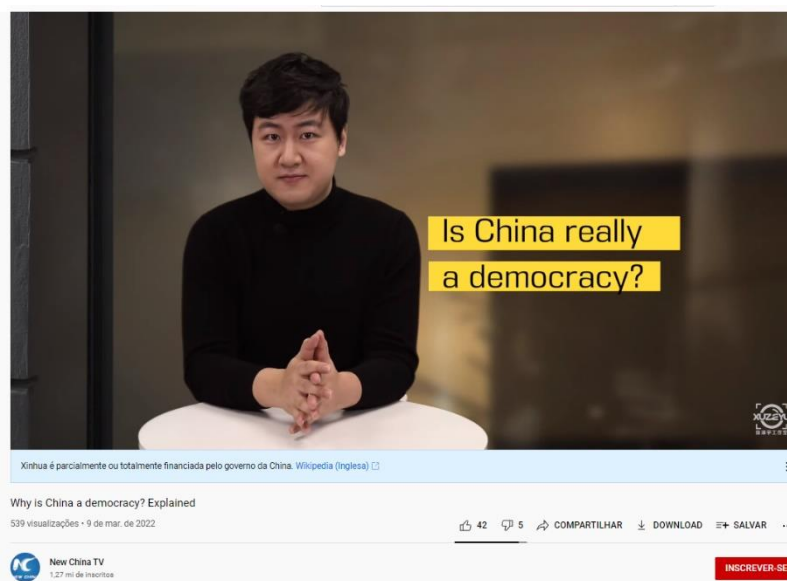 Is China really
a democracy?
XUZEYU
Xinhua é parcialmente ou totalmente financiada pelo governo da China. Wikipedia (Inglesa)
Why is China a democracy? Explained
539 visualizações • 9 de mar. de 2022
42 5 COMPARTILHAR DOWNLOAD SALVAR ...
New China TV
1,27 mi de inscritos
INSCREVER-SE